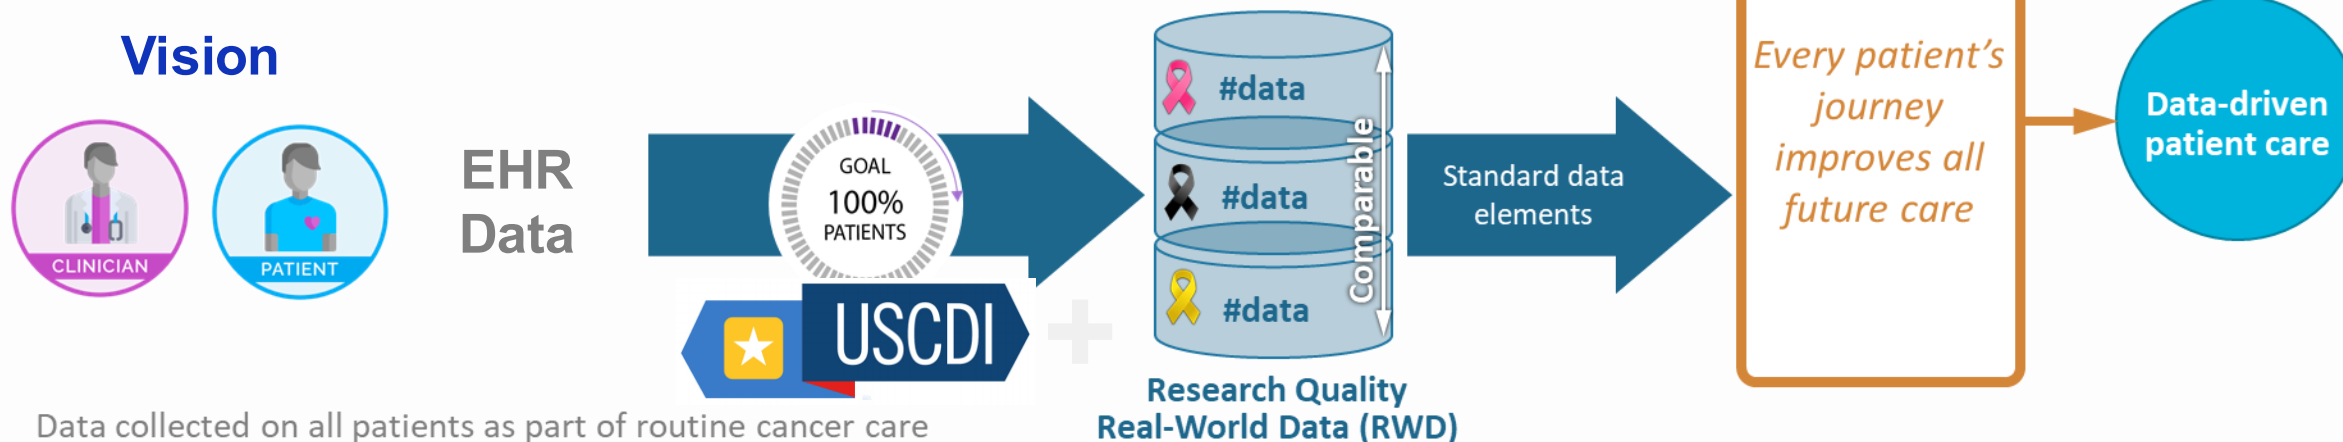 Vision
CLINICIAN
PATIENT
EHR
Data
GOAL
100%
PATIENTS
USCDI
+
#data
#data
#data
Comparable
Research Quality
Real-World Data (RWD)
Standard data
elements
Every patient's
journey
improves all
future care
Data-driven
patient care
Data collected on all patients as part of routine cancer care